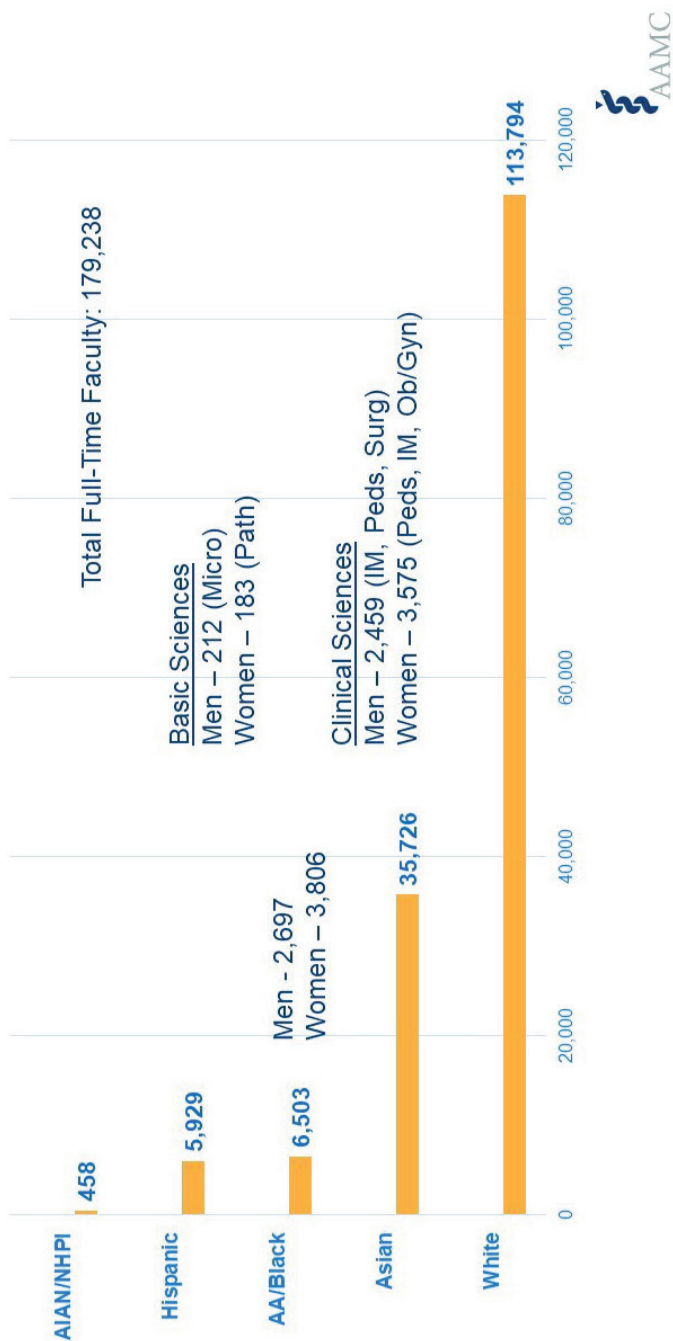 Total Full-Time Faculty: 179,238
AIAN/NHPI
458
Hispanic
5,929
Basic Sciences
Men – 212 (Micro)
Women – 183 (Path)
AA/Black
6,503
Men - 2,697
Women – 3,806
Clinical Sciences
Men – 2,459 (IM, Peds, Surg)
Women – 3,575 (Peds, IM, Ob/Gyn)
Asian
35,726
White
113,794
0
20,000
40,000
60,000
80,000
100,000
120,000
AAMC